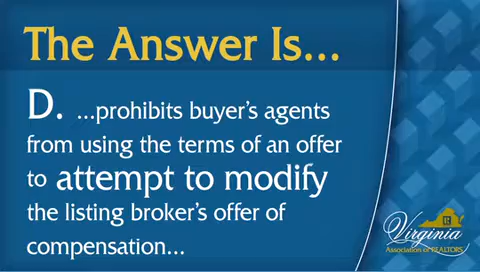 The Answer Is...
D. ...prohibits buyer's agents
from using the terms of an offer
to attempt to modify
the listing broker's offer of
compensation...
Virginia
Association of REALTORS